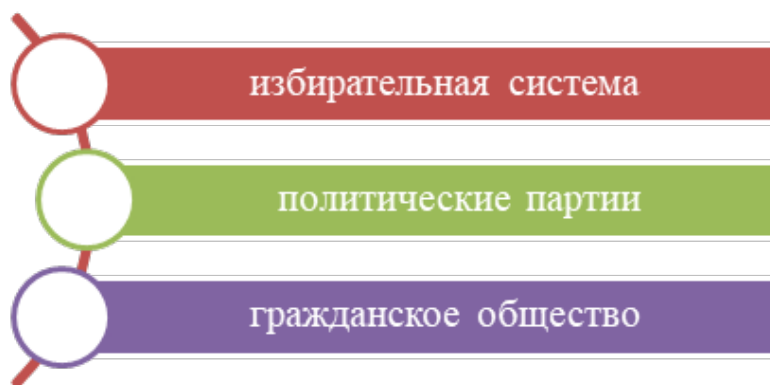 избирательная система
политические партии
гражданское общество